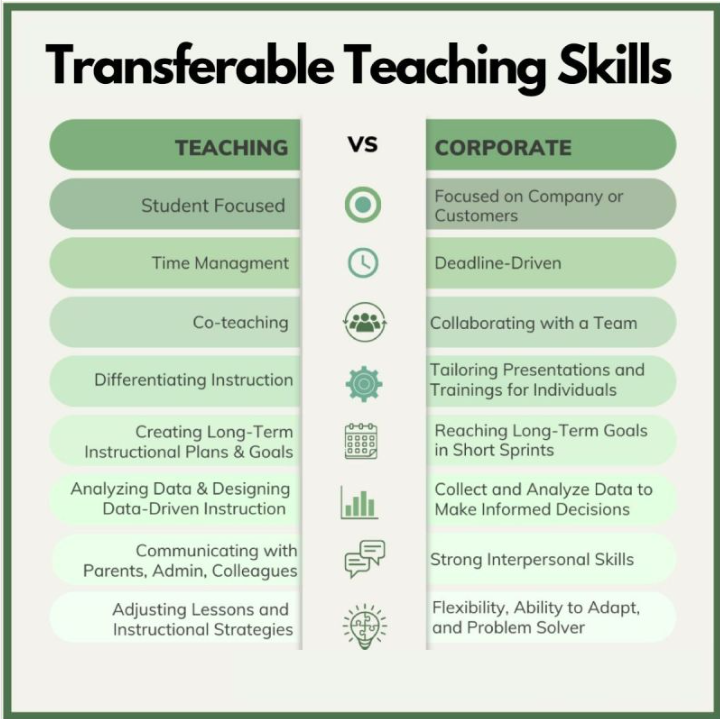 Transferable Teaching Skills
TEACHING
VS
CORPORATE
Student Focused
Focused on Company or
Customers
Time Managment
Deadline-Driven
Co-teaching
Collaborating with a Team
Differentiating Instruction
Tailoring Presentations and
Trainings for Individuals
Creating Long-Term
Instructional Plans & Goals
Reaching Long-Term Goals
in Short Sprints
Analyzing Data & Designing
Data-Driven Instruction
Collect and Analyze Data to
Make Informed Decisions
Communicating with
Parents, Admin, Colleagues
Strong Interpersonal Skills
Adjusting Lessons and
Instructional Strategies
Flexibility, Ability to Adapt,
and Problem Solver